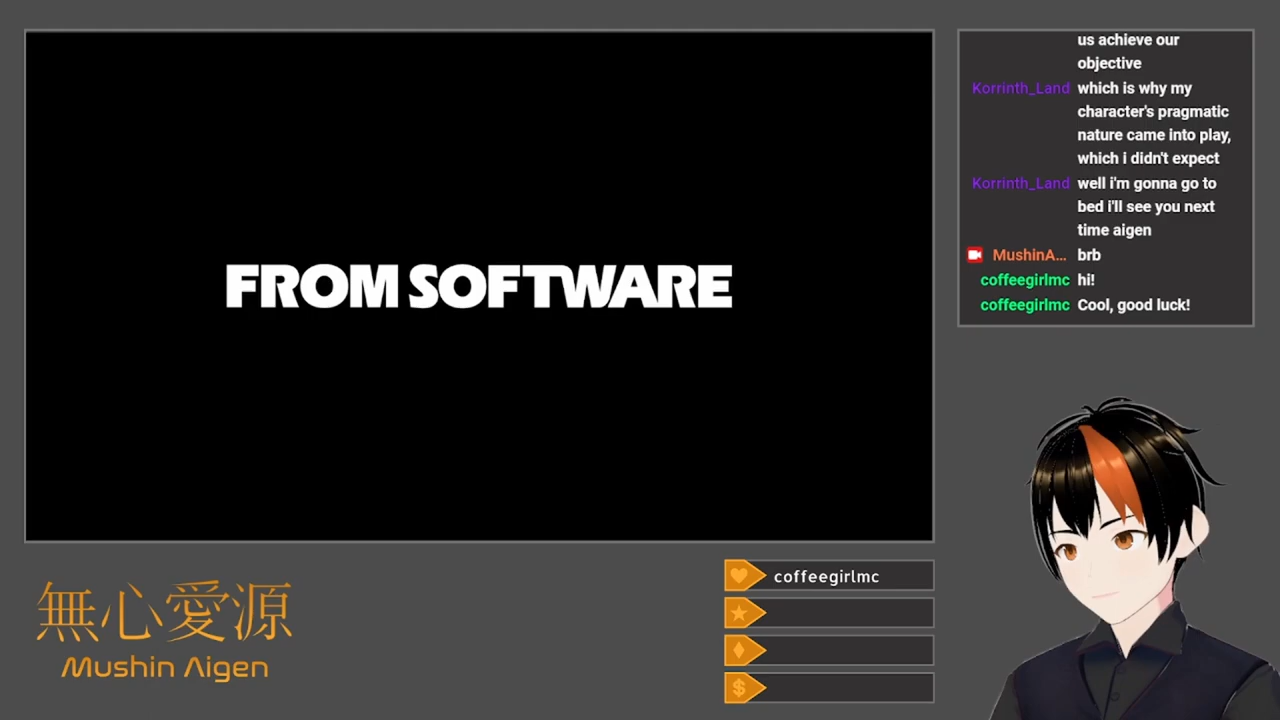 FROM SOFTWARE
us achieve our
objective
Korrinth_Land which is why my
character's pragmatic
nature came into play,
which i didn't expect
Korrinth_Land well i'm gonna go to
bed i'll see you next
time aigen
MushinA... brb
coffeegirlmc hi!
coffeegirlmc Cool, good luck!
coffeegirlmc
無心愛源
Mushin Aigen